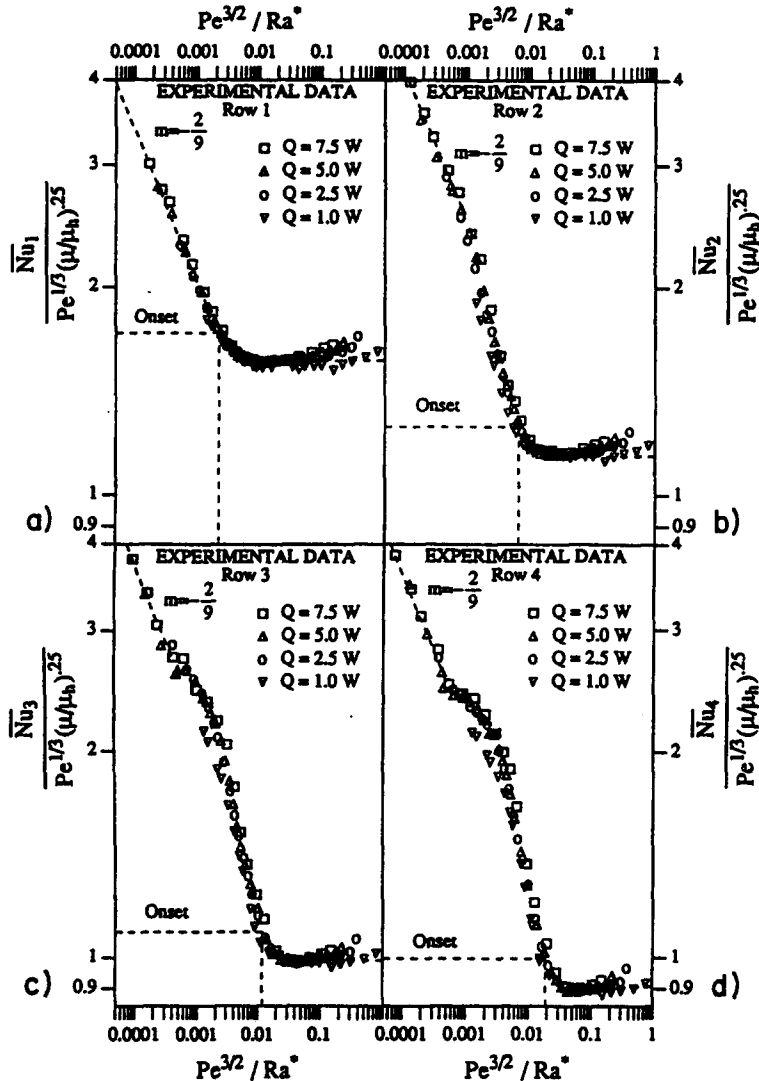 Pe^3/2 / Ra* Pe^3/2 / Ra*
0.0001 0.001 0.01 0.1 0.0001 0.001 0.01 0.1 1
4 EXPERIMENTAL DATA EXPERIMENTAL DATA 4
Row 1 Row 2
m=-2/9 m=-2/9
Q = 7.5 W Q = 7.5 W
3 Q = 5.0 W Q = 5.0 W 3
Q = 2.5 W Q = 2.5 W
Q = 1.0 W Q = 1.0 W
Nu1 Nu2
Pe^1/3(μ/μh)^.25 Pe^1/3(μ/μh)^.25
2 2
Onset Onset
1 1
0.9 0.9
a) b)
4 EXPERIMENTAL DATA EXPERIMENTAL DATA 4
Row 3 Row 4
m=-2/9 m=-2/9
Q = 7.5 W Q = 7.5 W
3 Q = 5.0 W Q = 5.0 W 3
Q = 2.5 W Q = 2.5 W
Q = 1.0 W Q = 1.0 W
Nu3 Nu4
Pe^1/3(μ/μh)^.25 Pe^1/3(μ/μh)^.25
2 2
Onset Onset
1 1
0.9 0.9
c) d)
0.0001 0.001 0.01 0.1 0.0001 0.001 0.01 0.1 1
Pe^3/2 / Ra* Pe^3/2 / Ra*